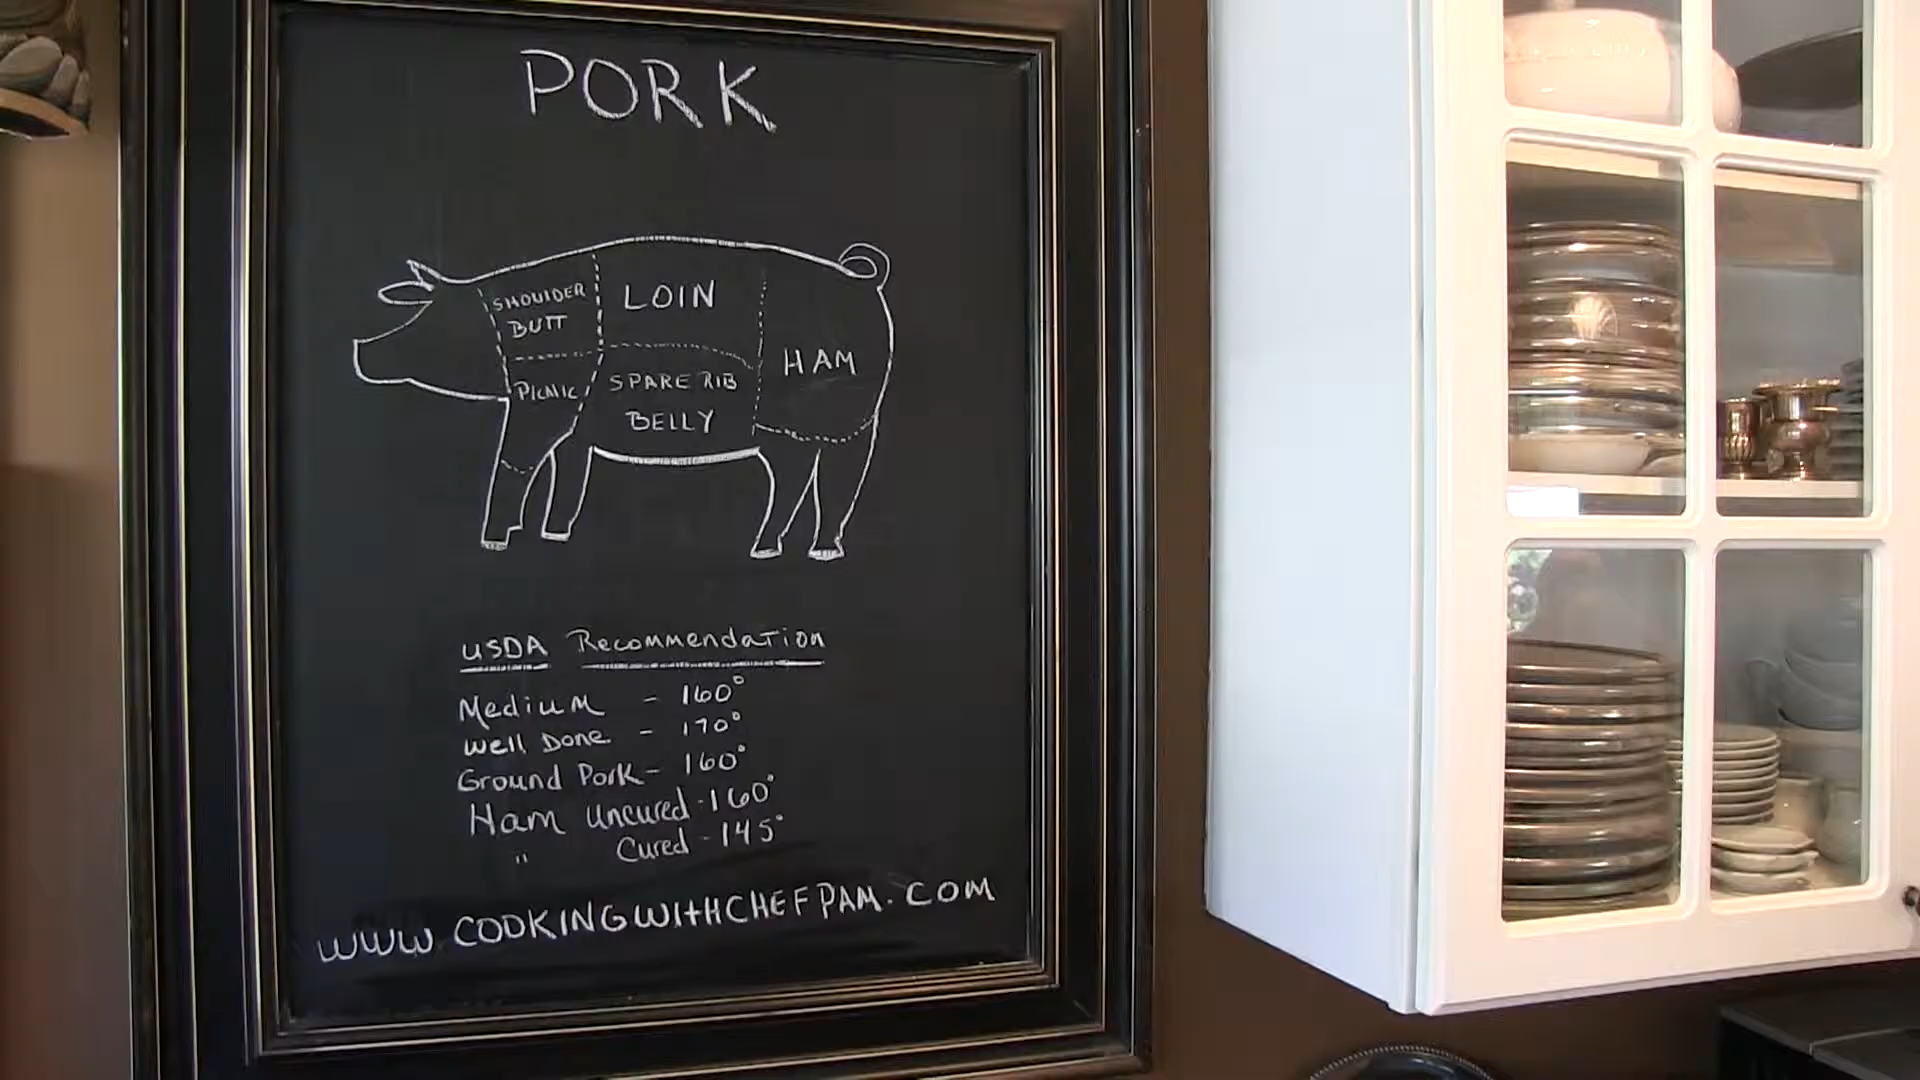 PORK
SHOULDER
BUTT
LOIN
HAM
PICNIC
SPARE RIB
BELLY
USDA Recommendation
Medium - 160°
Well Done - 170°
Ground Pork - 160°
Ham Uncured - 160°
" Cured - 145°
WWW.COOKINGWITHCHEFPAM.COM